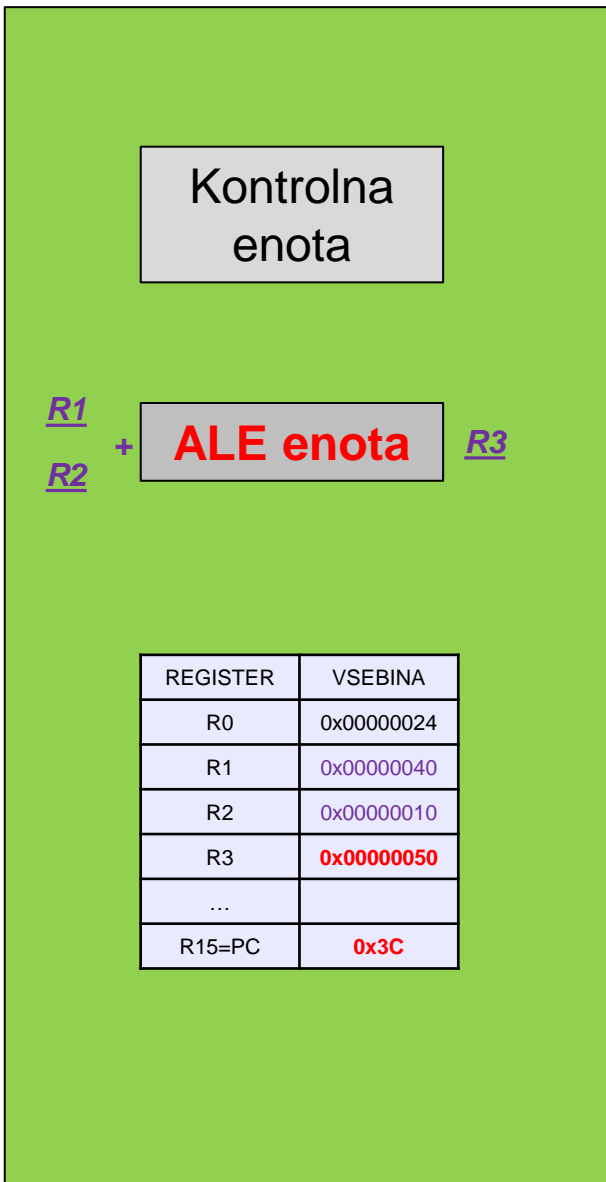 Kontrolna
enota
R1
+
R2
ALE enota
R3
REGISTER VSEBINA
R0 0x00000024
R1 0x00000040
R2 0x00000010
R3 0x00000050
...
R15=PC 0x3C